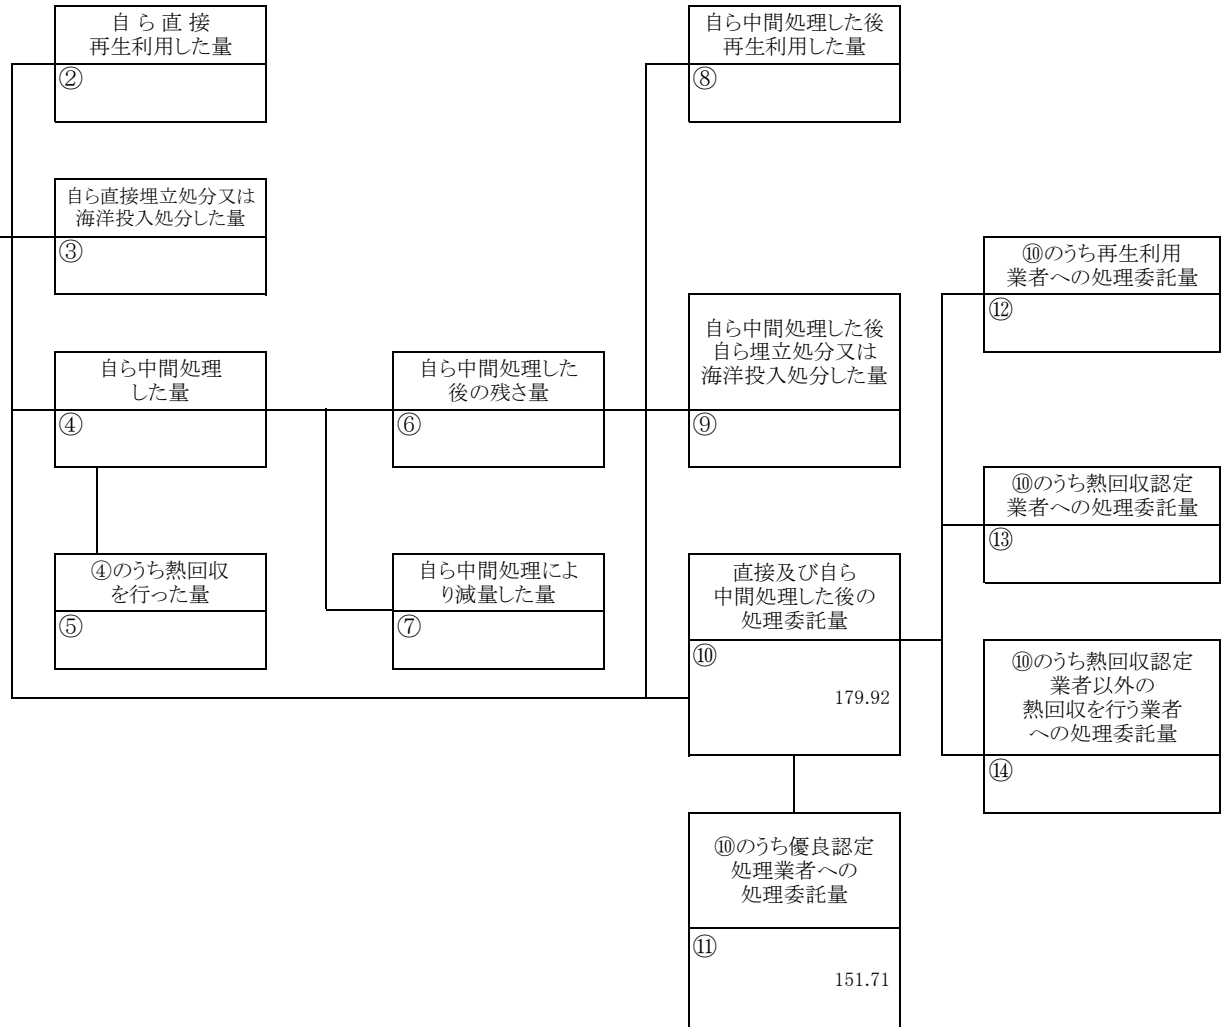 自 ら 直 接
再生利用した量
②
自ら直接埋立処分又は
海洋投入処分した量
③
自ら中間処理
した量
④
④のうち熱回収
を行った量
⑤
自ら中間処理した
後の残さ量
⑥
自ら中間処理によ
り減量した量
⑦
自ら中間処理した後
再生利用した量
⑧
自ら中間処理した後
自ら埋立処分又は
海洋投入処分した量
⑨
直接及び自ら
中間処理した後の
処理委託量
⑩
179.92
⑩のうち優良認定
処理業者への
処理委託量
⑪
151.71
⑩のうち再生利用
業者への処理委託量
⑫
⑩のうち熱回収認定
業者への処理委託量
⑬
⑩のうち熱回収認定
業者以外の
熱回収を行う業者
への処理委託量
⑭